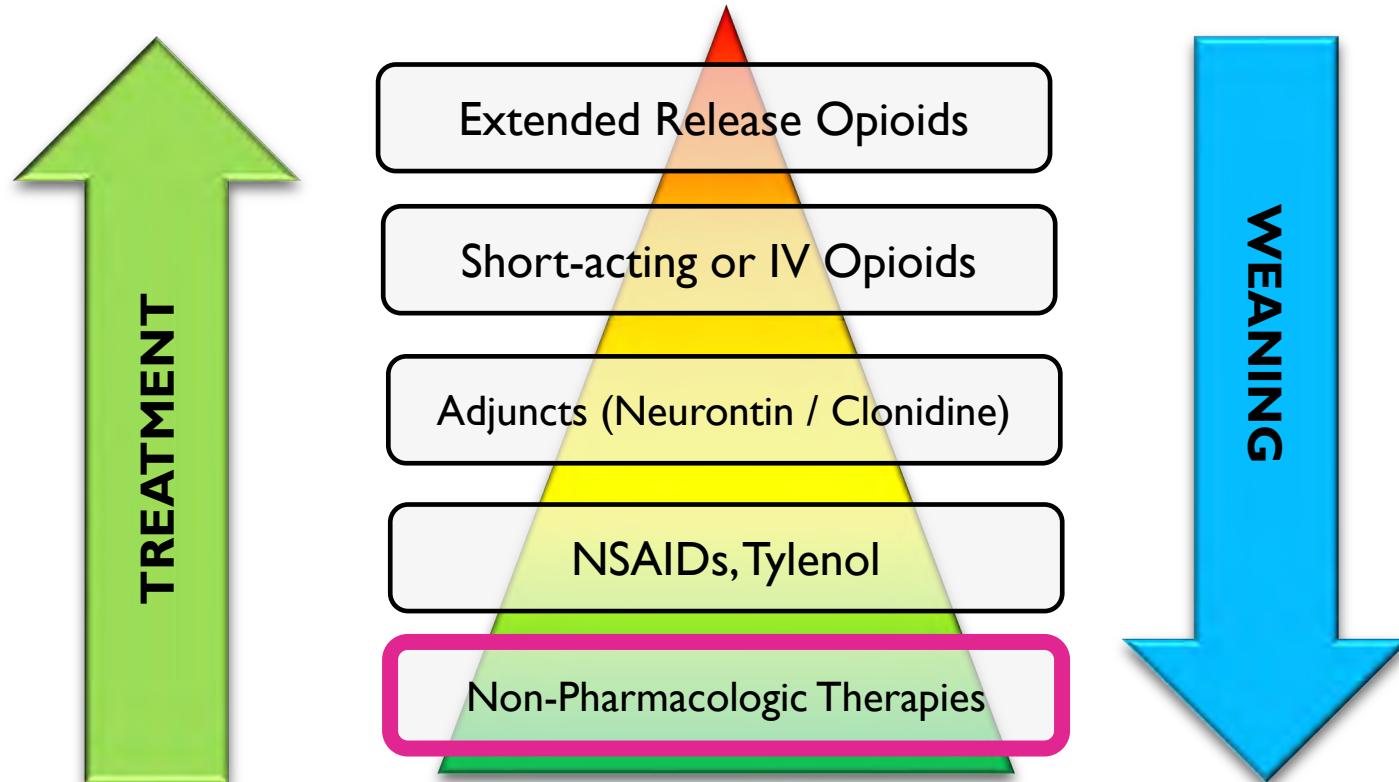 TREATMENT
Extended Release Opioids
Short-acting or IV Opioids
Adjuncts (Neurontin / Clonidine)
NSAIDs, Tylenol
Non-Pharmacologic Therapies
WEANING